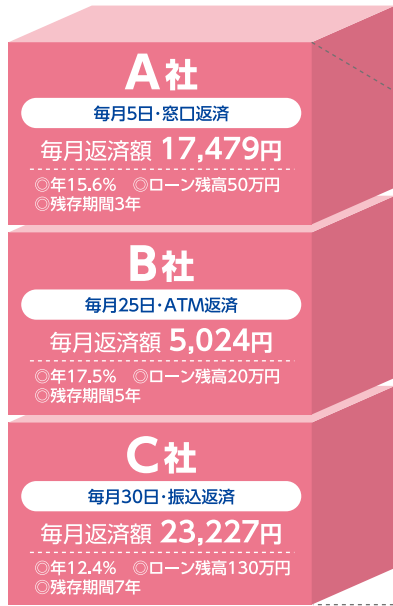 A社
毎月5日・窓口返済
毎月返済額 17,479円
◎年15.6% ◎ローン残高50万円
◎残存期間3年
B社
毎月25日・ATM返済
毎月返済額 5,024円
◎年17.5% ◎ローン残高20万円
◎残存期間5年
C社
毎月30日・振込返済
毎月返済額 23,227円
◎年12.4% ◎ローン残高130万円
◎残存期間7年